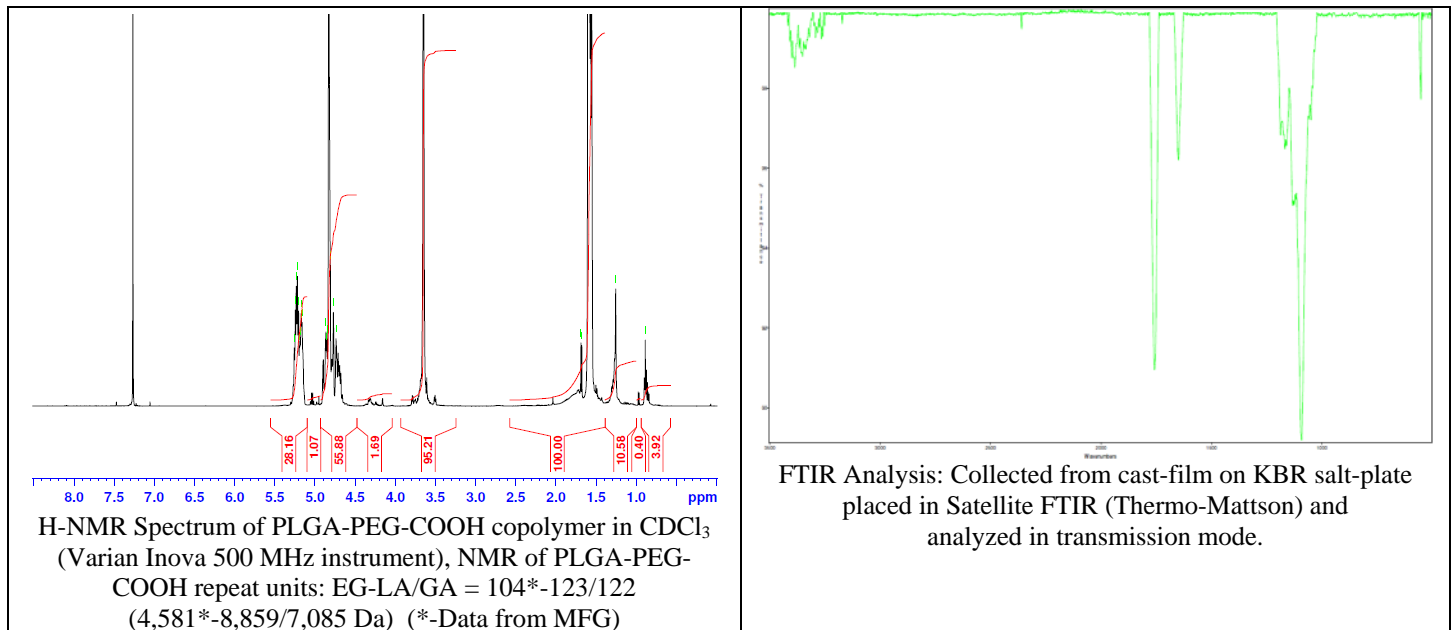 28.16
1.07
55.88
1.69
95.21
100.00
10.58
0.40
3.92
8.0 7.5 7.0 6.5 6.0 5.5 5.0 4.5 4.0 3.5 3.0 2.5 2.0 1.5 1.0 ppm
H-NMR Spectrum of PLGA-PEG-COOH copolymer in CDCl₃
(Varian Inova 500 MHz instrument), NMR of PLGA-PEG-
COOH repeat units: EG-LA/GA = 104*-123/122
(4,581*-8,859/7,085 Da) (*-Data from MFG)
Wavenumbers
FTIR Analysis: Collected from cast-film on KBR salt-plate
placed in Satellite FTIR (Thermo-Mattson) and
analyzed in transmission mode.